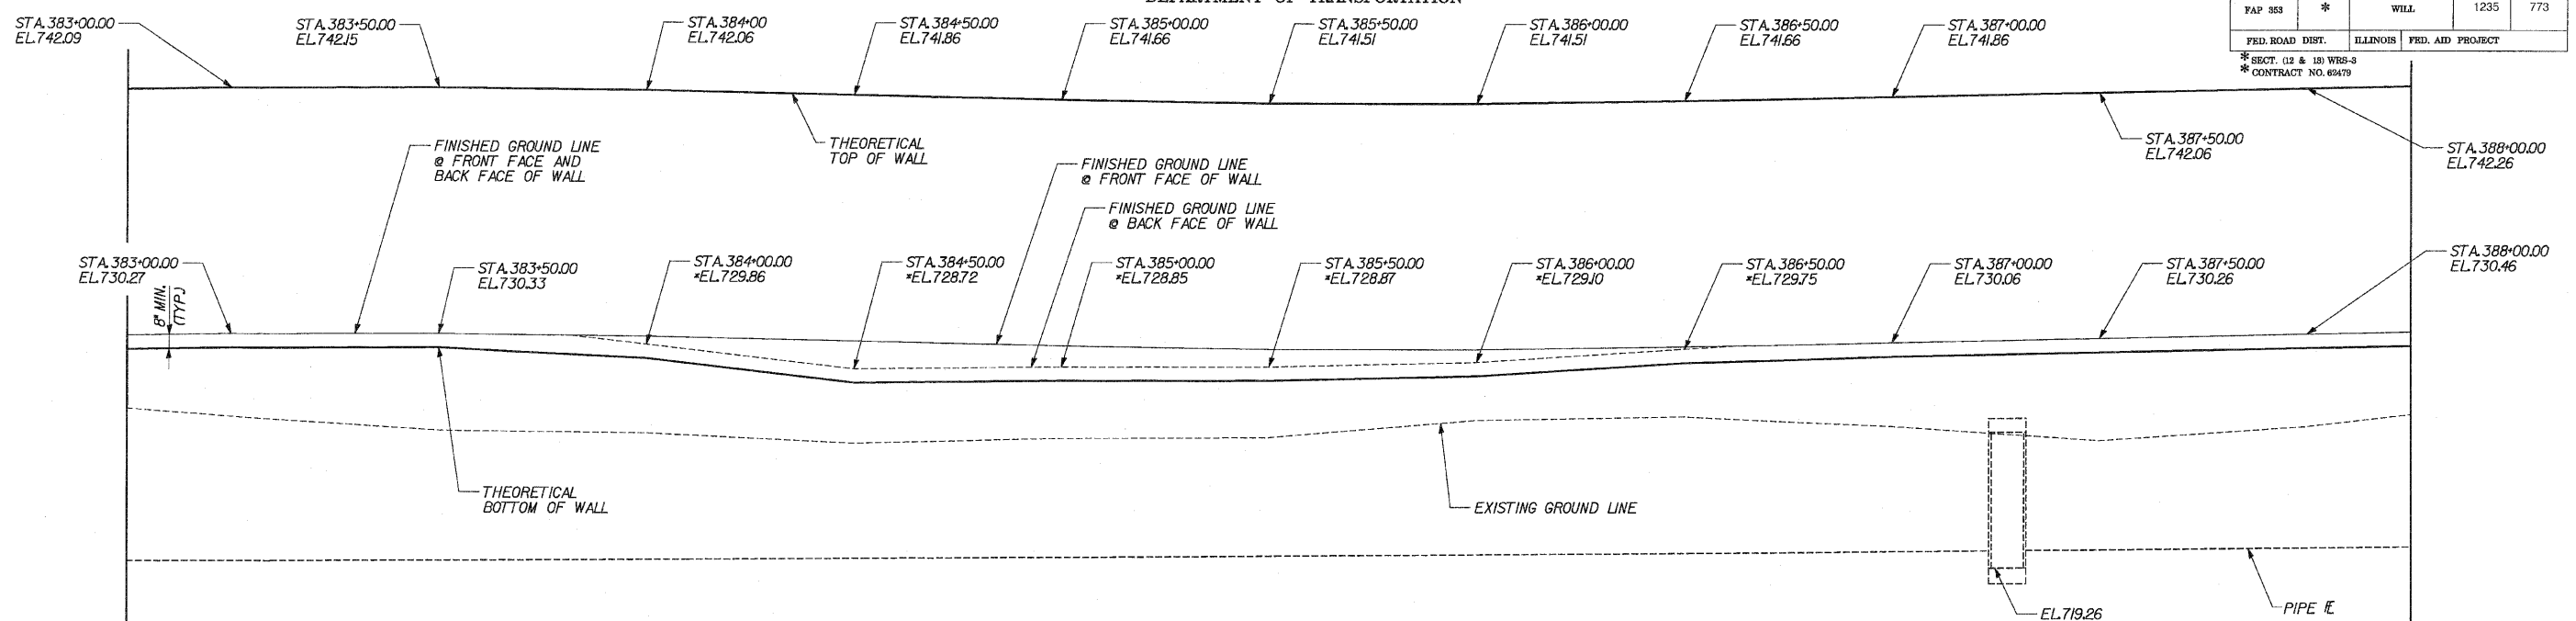 DEPARTMENT OF TRANSPORTATION
FAP 353 * WILL 1235 773
FED. ROAD DIST. ILLINOIS FED. AID PROJECT
* SECT. (12 & 13) WRS-3
* CONTRACT NO. 62479
STA.383+00.00
EL.742.09
STA.383+50.00
EL.742.15
STA.384+00
EL.742.06
STA.384+50.00
EL.741.86
STA.385+00.00
EL.741.66
STA.385+50.00
EL.741.51
STA.386+00.00
EL.741.51
STA.386+50.00
EL.741.66
STA.387+00.00
EL.741.86
STA.387+50.00
EL.742.06
STA.388+00.00
EL.742.26
FINISHED GROUND LINE
@ FRONT FACE AND
BACK FACE OF WALL
THEORETICAL
TOP OF WALL
FINISHED GROUND LINE
@ FRONT FACE OF WALL
FINISHED GROUND LINE
@ BACK FACE OF WALL
STA.383+00.00
EL.730.27
8" MIN.
(TYP.)
STA.383+50.00
EL.730.33
STA.384+00.00
*EL.729.86
STA.384+50.00
*EL.728.72
STA.385+00.00
*EL.728.85
STA.385+50.00
*EL.728.87
STA.386+00.00
*EL.729.10
STA.386+50.00
*EL.729.75
STA.387+00.00
EL.730.06
STA.387+50.00
EL.730.26
STA.388+00.00
EL.730.46
THEORETICAL
BOTTOM OF WALL
EXISTING GROUND LINE
EL.719.26
PIPE